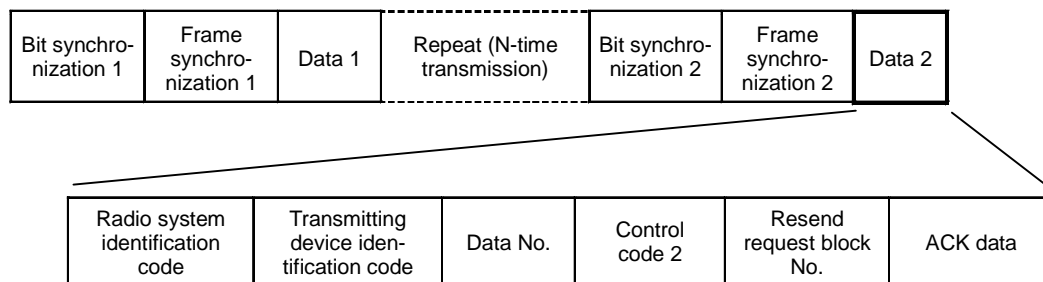 Bit synchro-
nization 1
Frame
synchro-
nization 1
Data 1
Repeat (N-time
transmission)
Bit synchro-
nization 2
Frame
synchro-
nization 2
Data 2
Radio system
identification
code
Transmitting
device iden-
tification code
Data No.
Control
code 2
Resend
request block
No.
ACK data